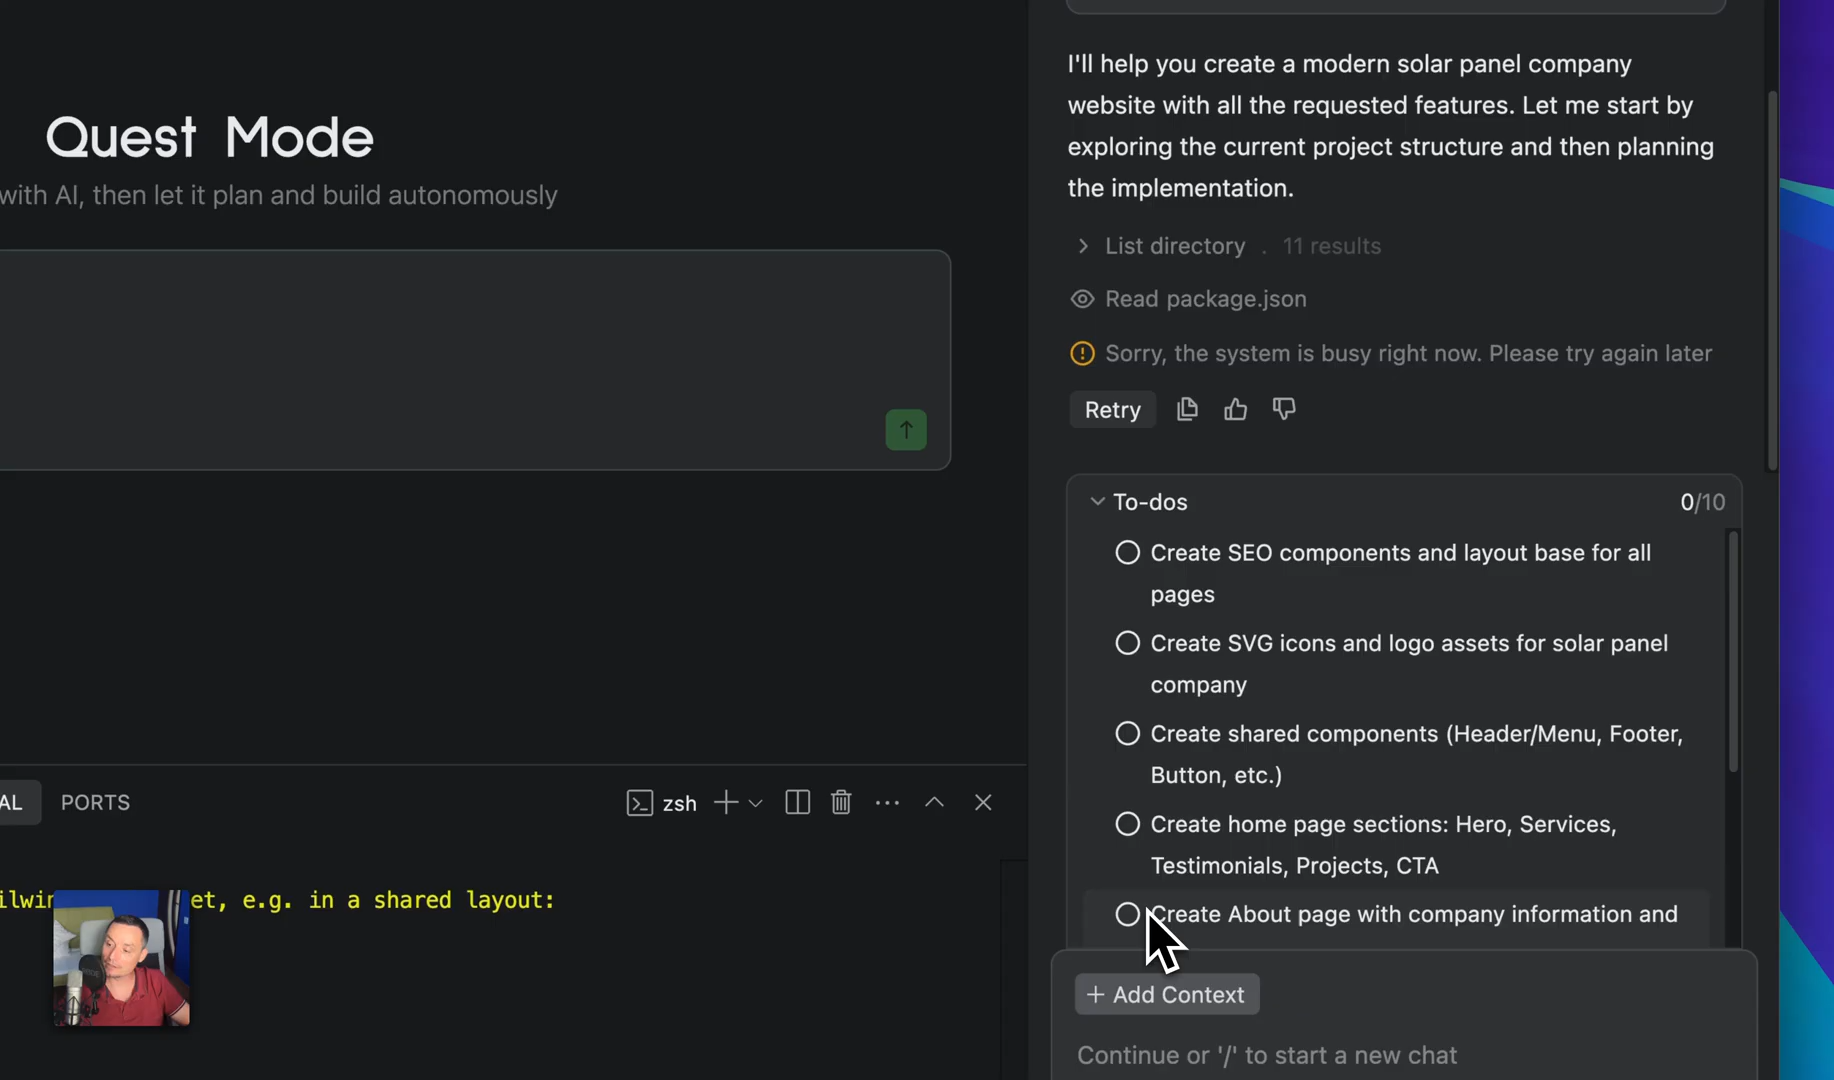 Quest Mode
with AI, then let it plan and build autonomously
AL
PORTS
zsh
et, e.g. in a shared layout:
I'll help you create a modern solar panel company
website with all the requested features. Let me start by
exploring the current project structure and then planning
the implementation.
List directory . 11 results
Read package.json
Sorry, the system is busy right now. Please try again later
Retry
To-dos 0/10
Create SEO components and layout base for all
pages
Create SVG icons and logo assets for solar panel
company
Create shared components (Header/Menu, Footer,
Button, etc.)
Create home page sections: Hero, Services,
Testimonials, Projects, CTA
Create About page with company information and
+ Add Context
Continue or '/' to start a new chat